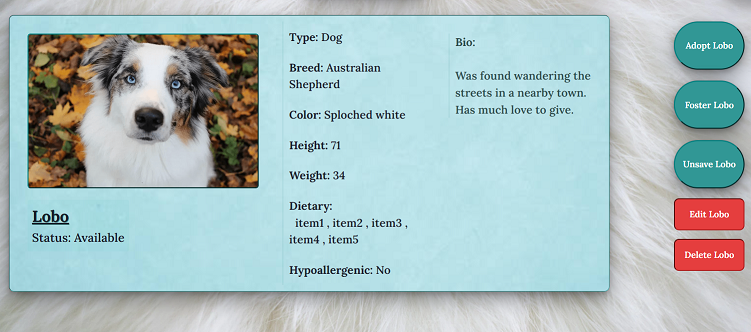 Lobo
Status: Available
Type: Dog
Breed: Australian
Shepherd
Color: Sploched white
Height: 71
Weight: 34
Dietary:
item1 , item2 , item3 ,
item4 , item5
Hypoallergenic: No
Bio:
Was found wandering the
streets in a nearby town.
Has much love to give.
Adopt Lobo
Foster Lobo
Unsave Lobo
Edit Lobo
Delete Lobo